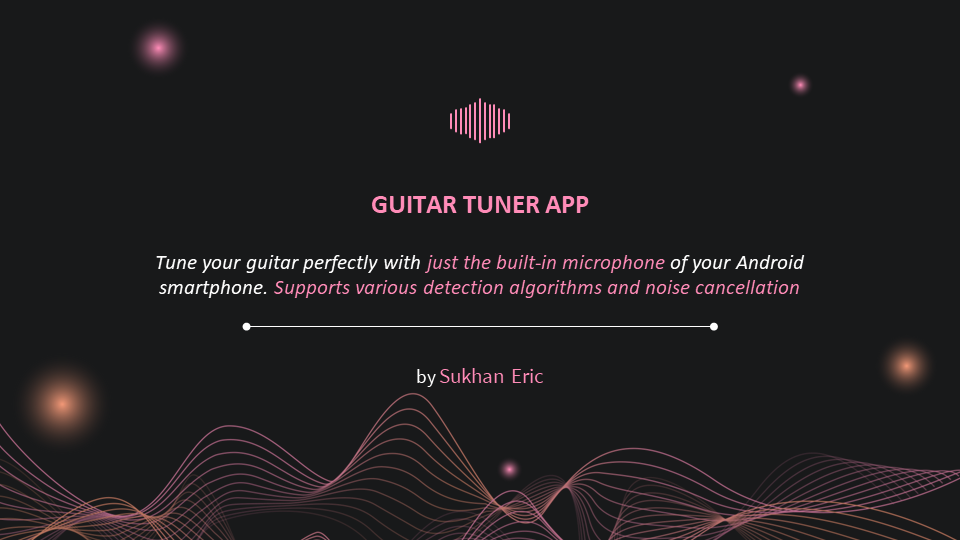 GUITAR TUNER APP
Tune your guitar perfectly with just the built-in microphone of your Android
smartphone. Supports various detection algorithms and noise cancellation
by Sukhan Eric